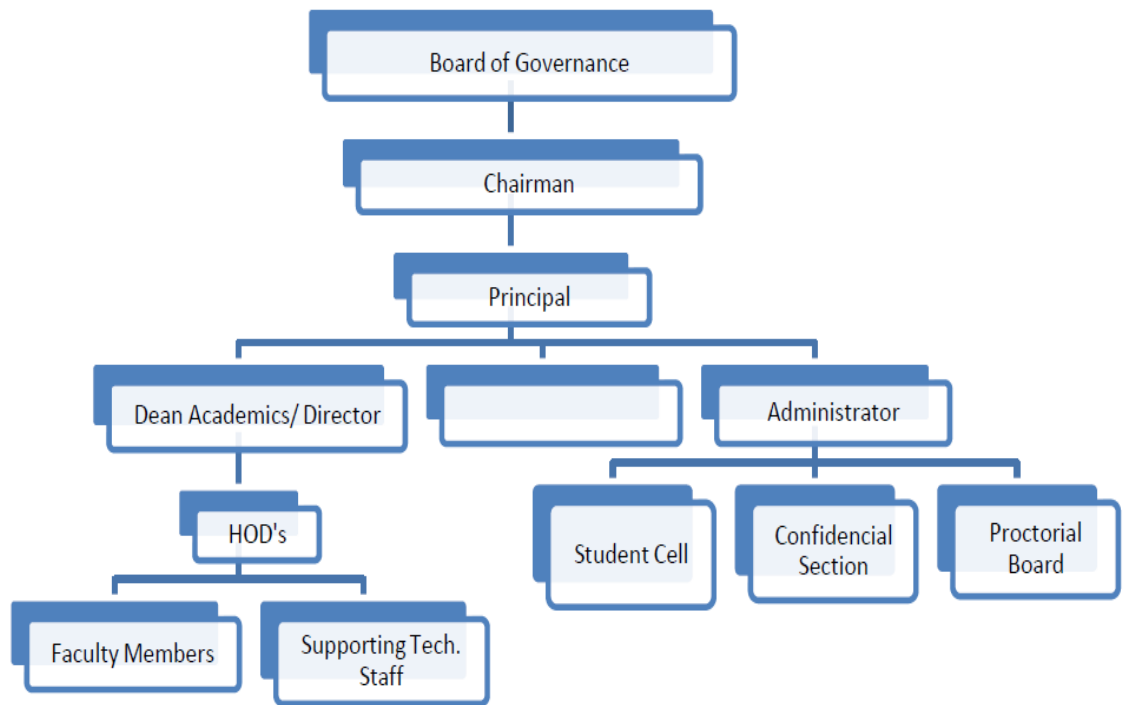 Board of Governance
Chairman
Principal
Dean Academics/ Director
Administrator
HOD's
Student Cell
Confidencial
Section
Proctorial
Board
Faculty Members
Supporting Tech.
Staff